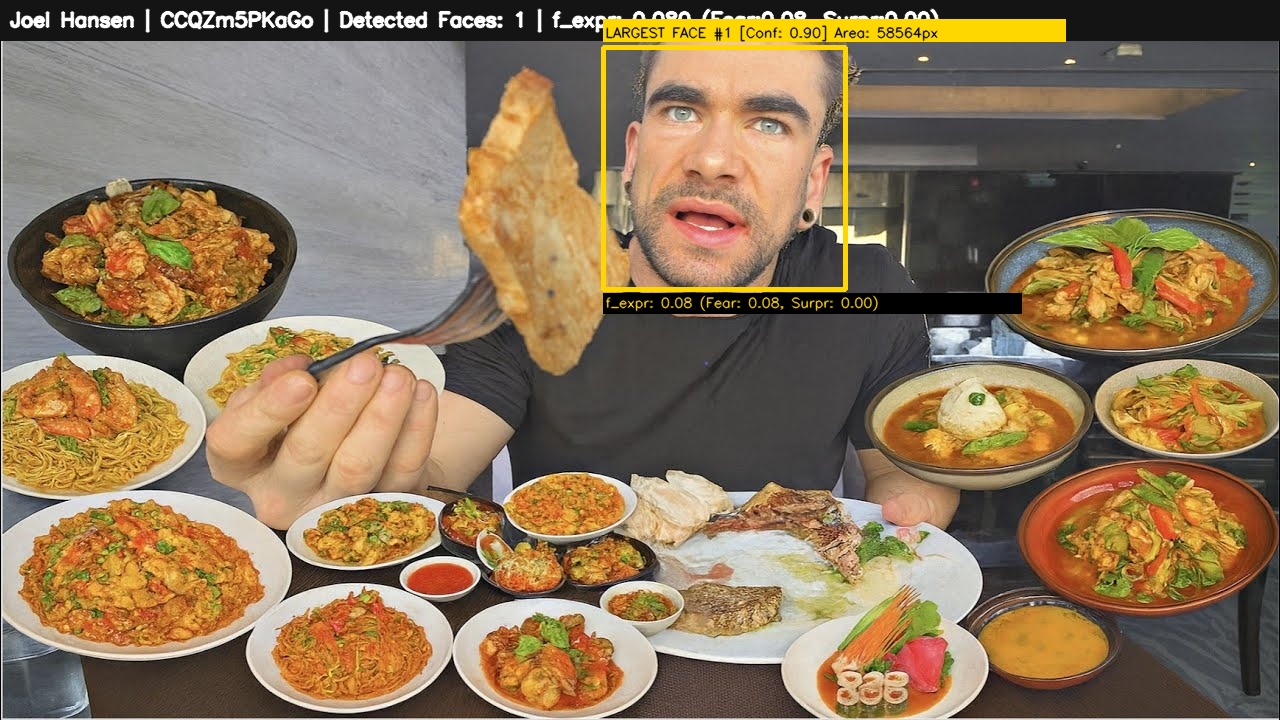 Joel Hansen | CCQZm5PKaGo | Detected Faces: 1 | f_expr: 0.080 (Fear:0.08, Surpr:0.00)
LARGEST FACE #1 [Conf: 0.90] Area: 58564px
f_expr: 0.08 (Fear: 0.08, Surpr: 0.00)